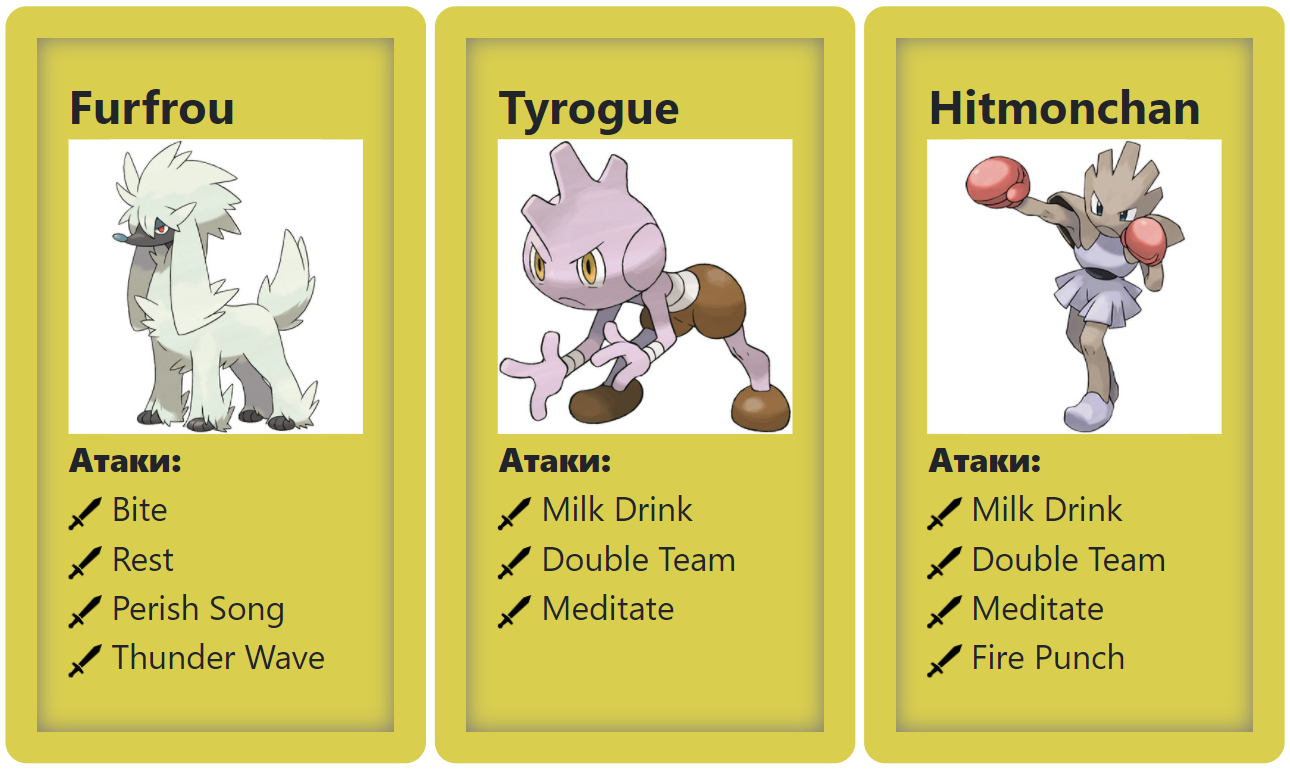 Furfrou
Атаки:
Bite
Rest
Perish Song
Thunder Wave
Tyrogue
Атаки:
Milk Drink
Double Team
Meditate
Hitmonchan
Атаки:
Milk Drink
Double Team
Meditate
Fire Punch